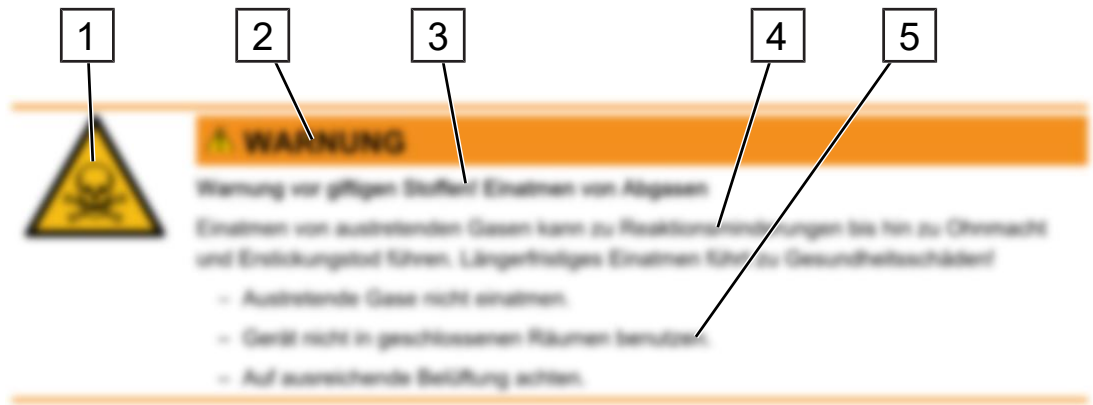 1 2 3 4 5
WARNUNG
Warnung vor giftigen Stoffen! Einatmen von Abgasen
Einatmen von austretenden Gasen kann zu Reaktionsminderungen bis hin zu Ohnmacht
und Erstickungstod führen. Längerfristiges Einatmen führt zu Gesundheitsschäden!
– Austretende Gase nicht einatmen.
– Gerät nicht in geschlossenen Räumen benutzen.
– Auf ausreichende Belüftung achten.